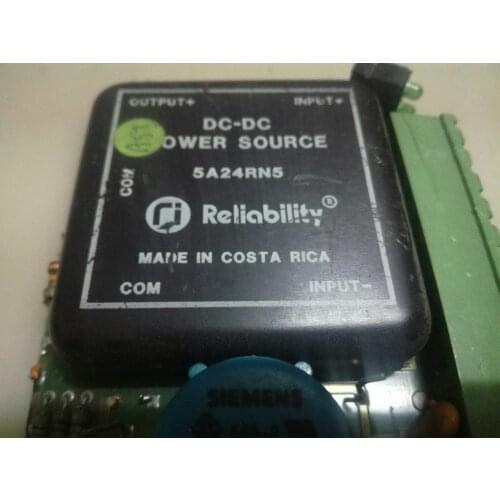 OUTPUT+ INPUT+
DC-DC
OWER SOURCE
5A24RN5
COM
Reliability®
MADE IN COSTA RICA
COM INPUT-
SIEMENS